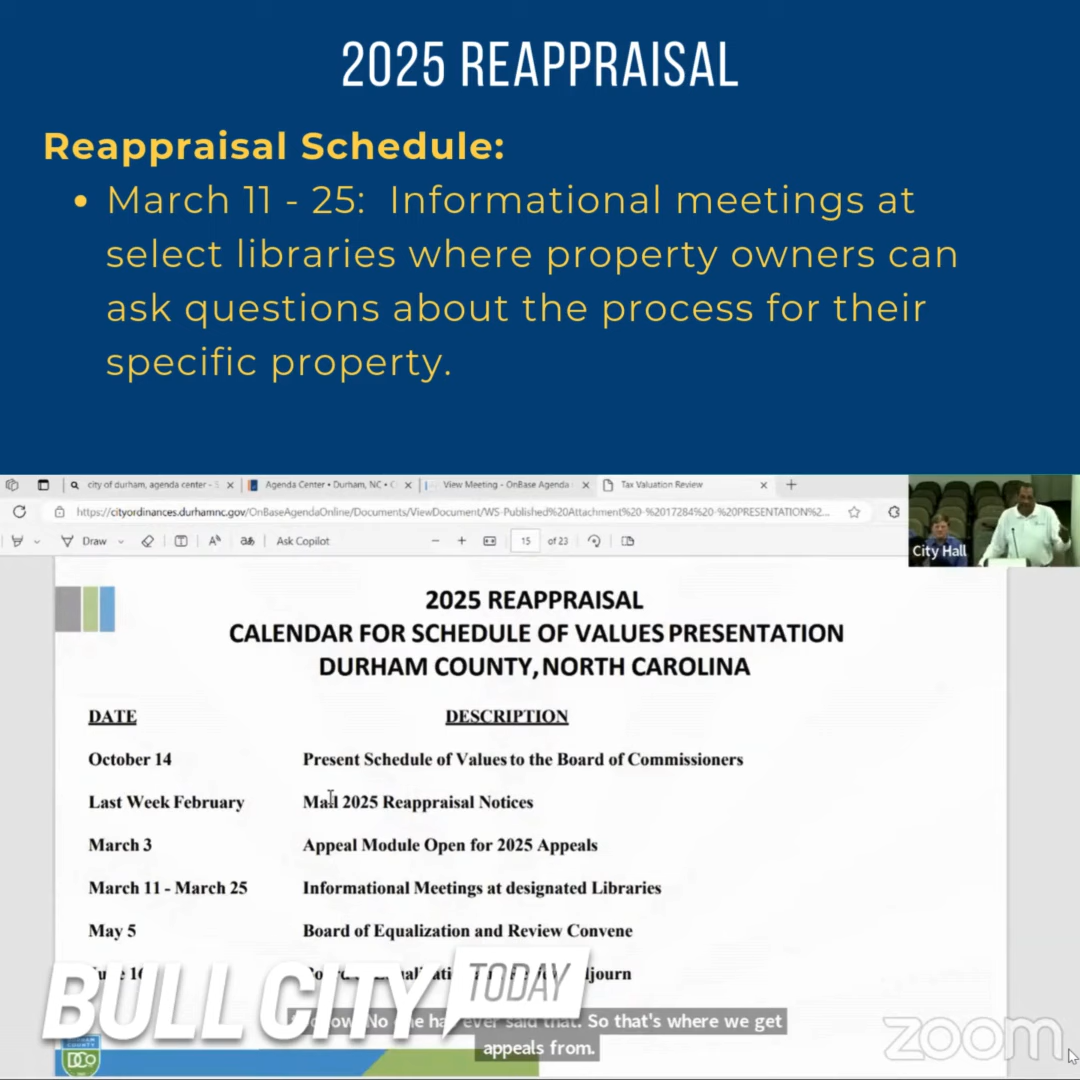 2025 REAPPRAISAL
Reappraisal Schedule:
• March 11 - 25: Informational meetings at
select libraries where property owners can
ask questions about the process for their
specific property.
city of durham, agenda center -
Agenda Center • Durham, NC •
View Meeting - OnBase Agenda
Tax Valuation Review
https://cityordinances.durhamnc.gov/OnBaseAgendaOnline/Documents/ViewDocument/WS-Published%20Attachment%20-%2017284%20-%20PRESENTATION%2...
Draw
Ask Copilot
15 of 23
City Hall
2025 REAPPRAISAL
CALENDAR FOR SCHEDULE OF VALUES PRESENTATION
DURHAM COUNTY, NORTH CAROLINA
DATE DESCRIPTION
October 14 Present Schedule of Values to the Board of Commissioners
Last Week February Mail 2025 Reappraisal Notices
March 3 Appeal Module Open for 2025 Appeals
March 11 - March 25 Informational Meetings at designated Libraries
May 5 Board of Equalization and Review Convene
BULL CITY TODAY
No ever said that. So that's where we get
appeals from.
zoom
DCo